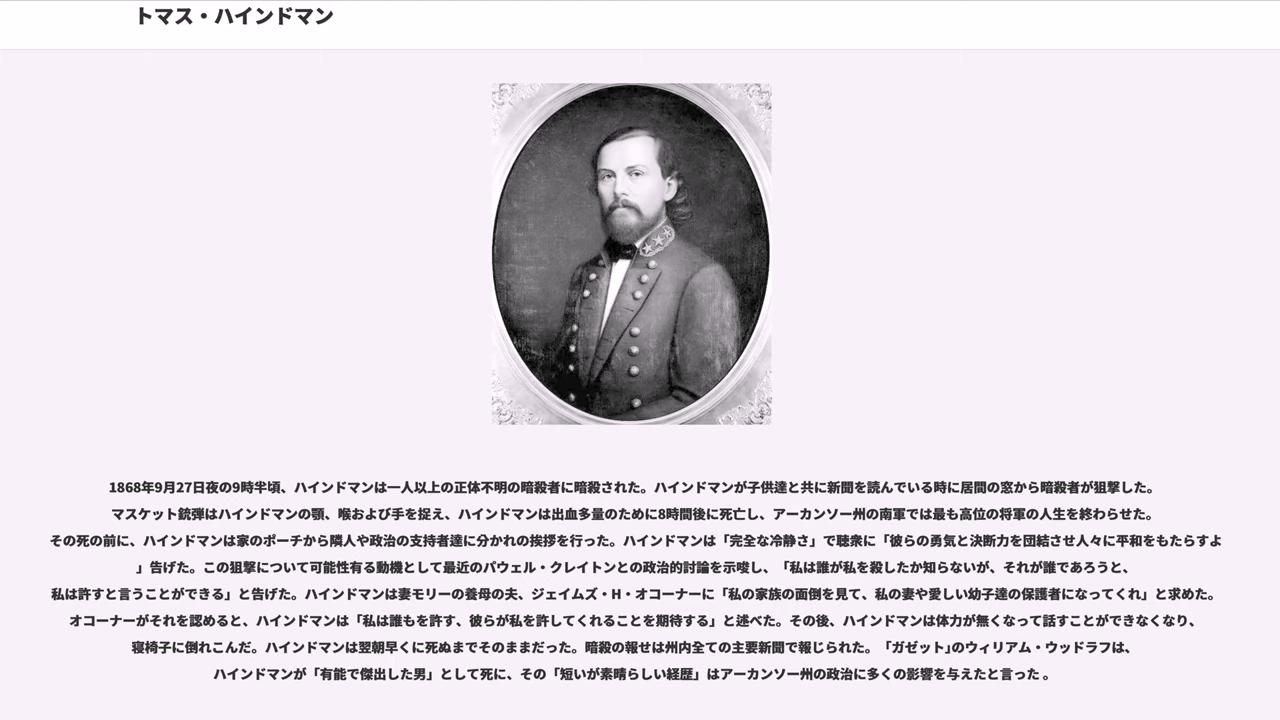 トマス・ハインドマン
1868年9月27日夜の9時半頃、ハインドマンは一人以上の正体不明の暗殺者に暗殺された。ハインドマンが子供達と共に新聞を読んでいる時に居間の窓から暗殺者が狙撃した。
マスケット銃弾はハインドマンの顎、喉および手を捉え、ハインドマンは出血多量のために8時間後に死亡し、アーカンソー州の南軍では最も高位の将軍の人生を終わらせた。
その死の前に、ハインドマンは家のポーチから隣人や政治の支持者達に分かれの挨拶を行った。ハインドマンは「完全な冷静さ」で聴衆に「彼らの勇気と決断力を団結させ人々に平和をもたらすよ
」告げた。この狙撃について可能性有る動機として最近のパウェル・クレイトンとの政治的討論を示唆し、「私は誰が私を殺したか知らないが、それが誰であろうと、
私は許すと言うことができる」と告げた。ハインドマンは妻モリーの養母の夫、ジェイムズ・H・オコーナーに「私の家族の面倒を見て、私の妻や愛しい幼子達の保護者になってくれ」と求めた。
オコーナーがそれを認めると、ハインドマンは「私は誰もを許す、彼らが私を許してくれることを期待する」と述べた。その後、ハインドマンは体力が無くなって話すことができなくなり、
寝椅子に倒れこんだ。ハインドマンは翌朝早くに死ぬまでそのままだった。暗殺の報せは州内全ての主要新聞で報じられた。「ガゼット」のウィリアム・ウッドラフは、
ハインドマンが「有能で傑出した男」として死に、その「短いが素晴らしい経歴」はアーカンソー州の政治に多くの影響を与えたと言った 。